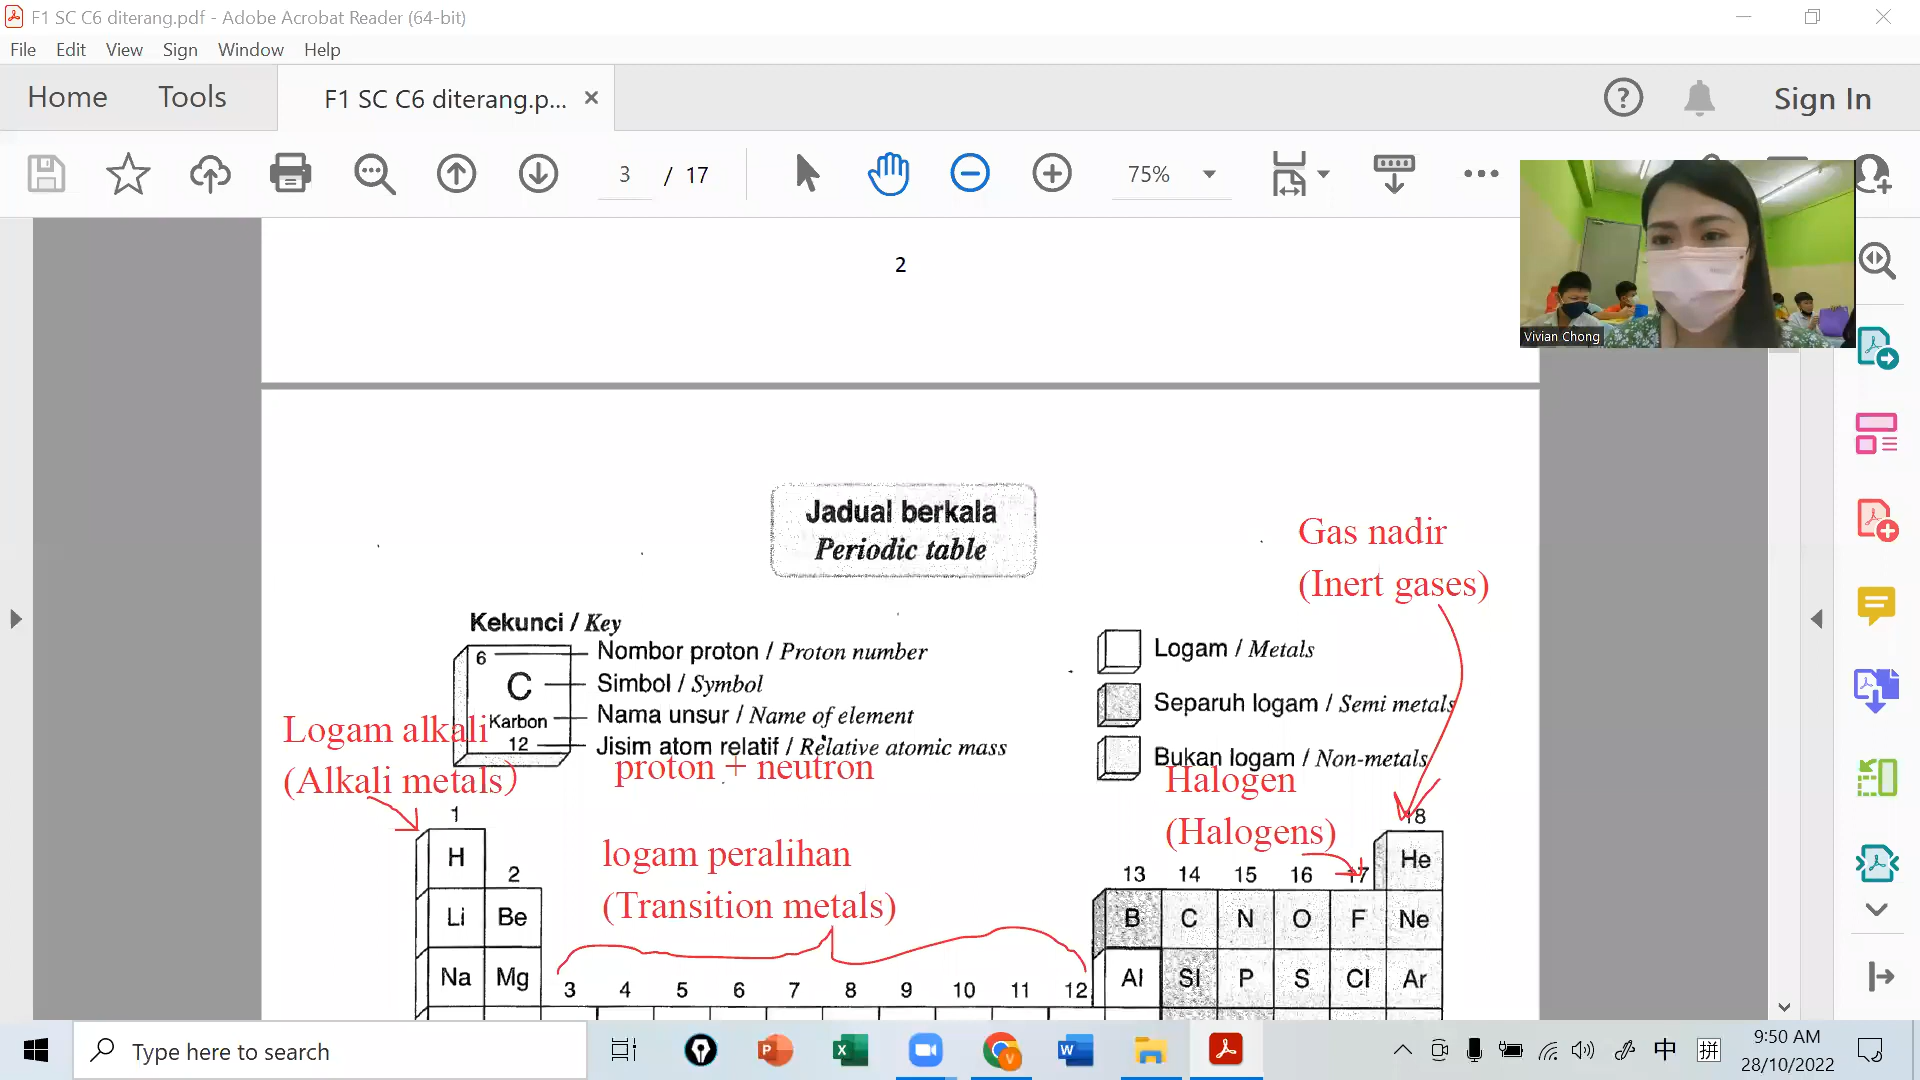 F1 SC C6 diterang.pdf - Adobe Acrobat Reader (64-bit)
File Edit View Sign Window Help
Home Tools F1 SC C6 diterang.p... Sign In
3 / 17 75%
Vivian Chong
2
Jadual berkala
Periodic table
Gas nadir
(Inert gases)
Kekunci / Key
6
C
Karbon
12
Nombor proton / Proton number
Simbol / Symbol
Nama unsur / Name of element
Jisim atom relatif / Relative atomic mass
proton + neutron
Logam / Metals
Separuh logam / Semi metals
Bukan logam / Non-metals
Logam alkali
(Alkali metals)
Halogen
(Halogens)
logam peralihan
(Transition metals)
1 18
H He
2 13 14 15 16 17
Li Be B C N O F Ne
Na Mg 3 4 5 6 7 8 9 10 11 12 Al Si P S Cl Ar
Type here to search
中 拼
9:50 AM
28/10/2022